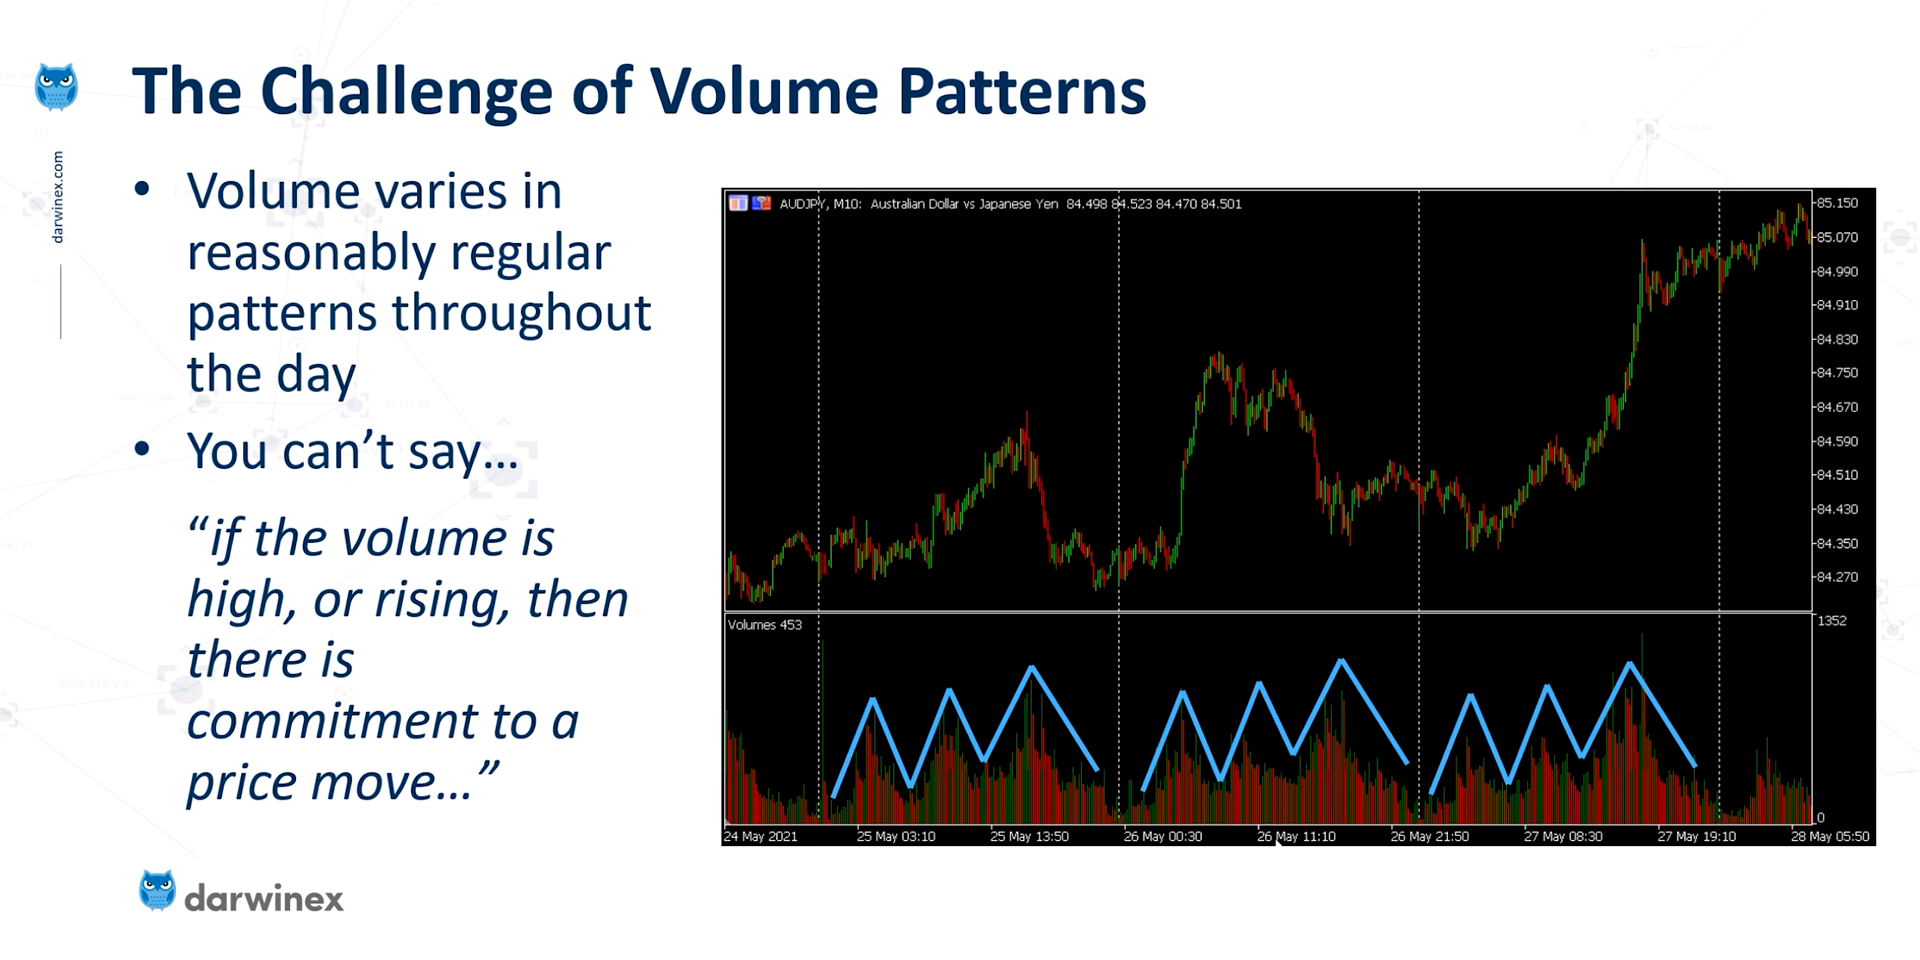 The Challenge of Volume Patterns
darwinex.com
• Volume varies in
reasonably regular
patterns throughout
the day
• You can’t say…
“if the volume is
high, or rising, then
there is
commitment to a
price move…”
AUDJPY, M10: Australian Dollar vs Japanese Yen 84.498 84.523 84.470 84.501
85.150
85.070
84.990
84.910
84.830
84.750
84.670
84.590
84.510
84.430
84.350
84.270
Volumes 453
1352
0
24 May 2021
25 May 03:10
25 May 13:50
26 May 00:30
26 May 11:10
26 May 21:50
27 May 08:30
27 May 19:10
28 May 05:50
darwinex